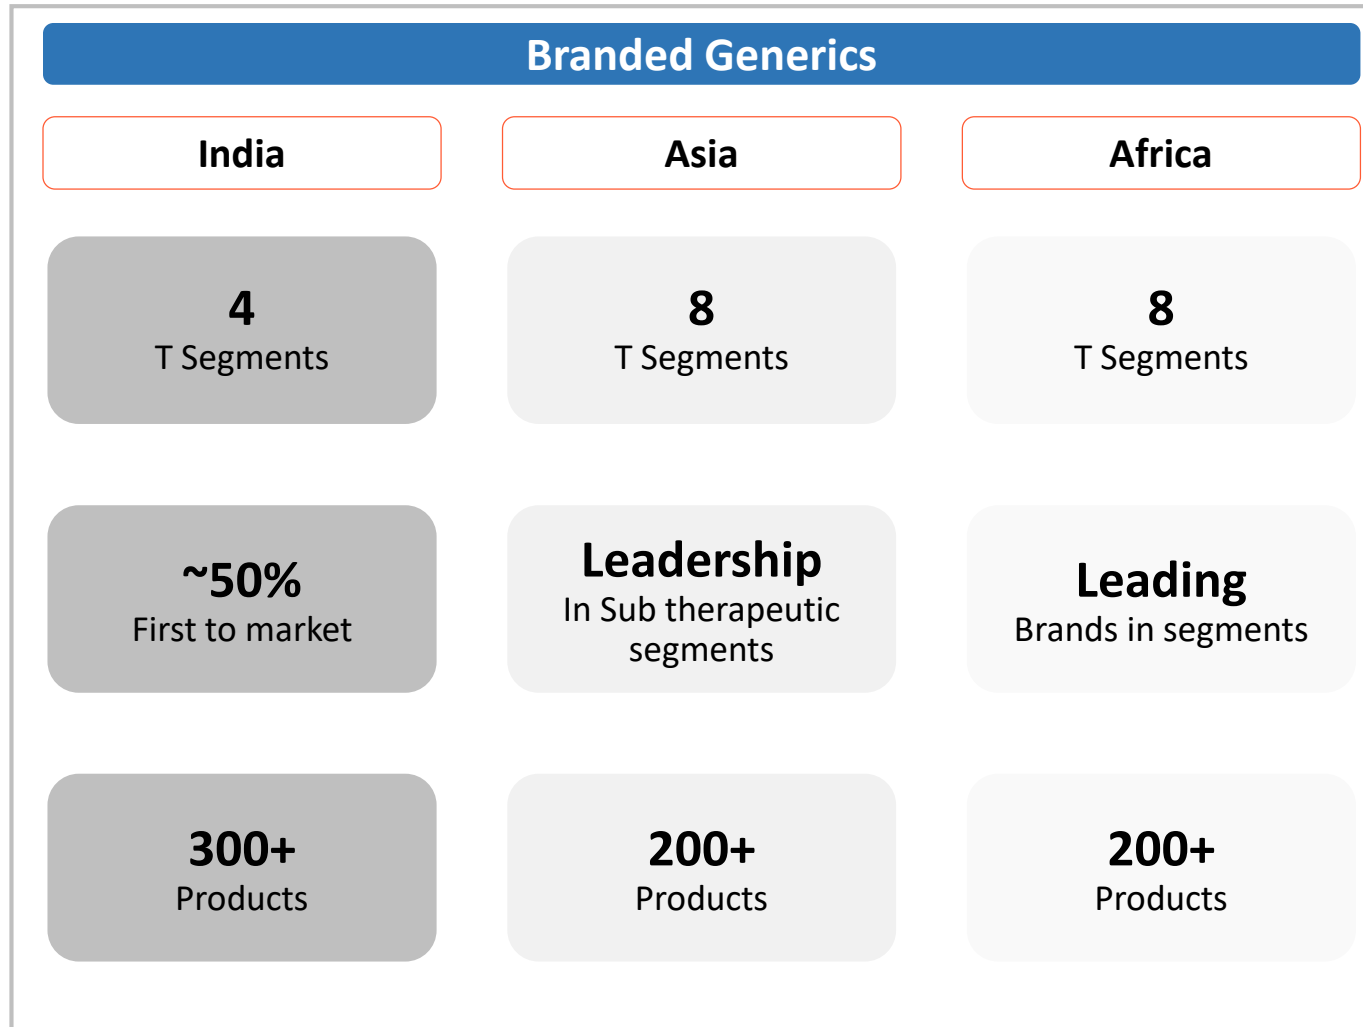 Branded Generics
India
Asia
Africa
4
T Segments
8
T Segments
8
T Segments
~50%
First to market
Leadership
In Sub therapeutic
segments
Leading
Brands in segments
300+
Products
200+
Products
200+
Products